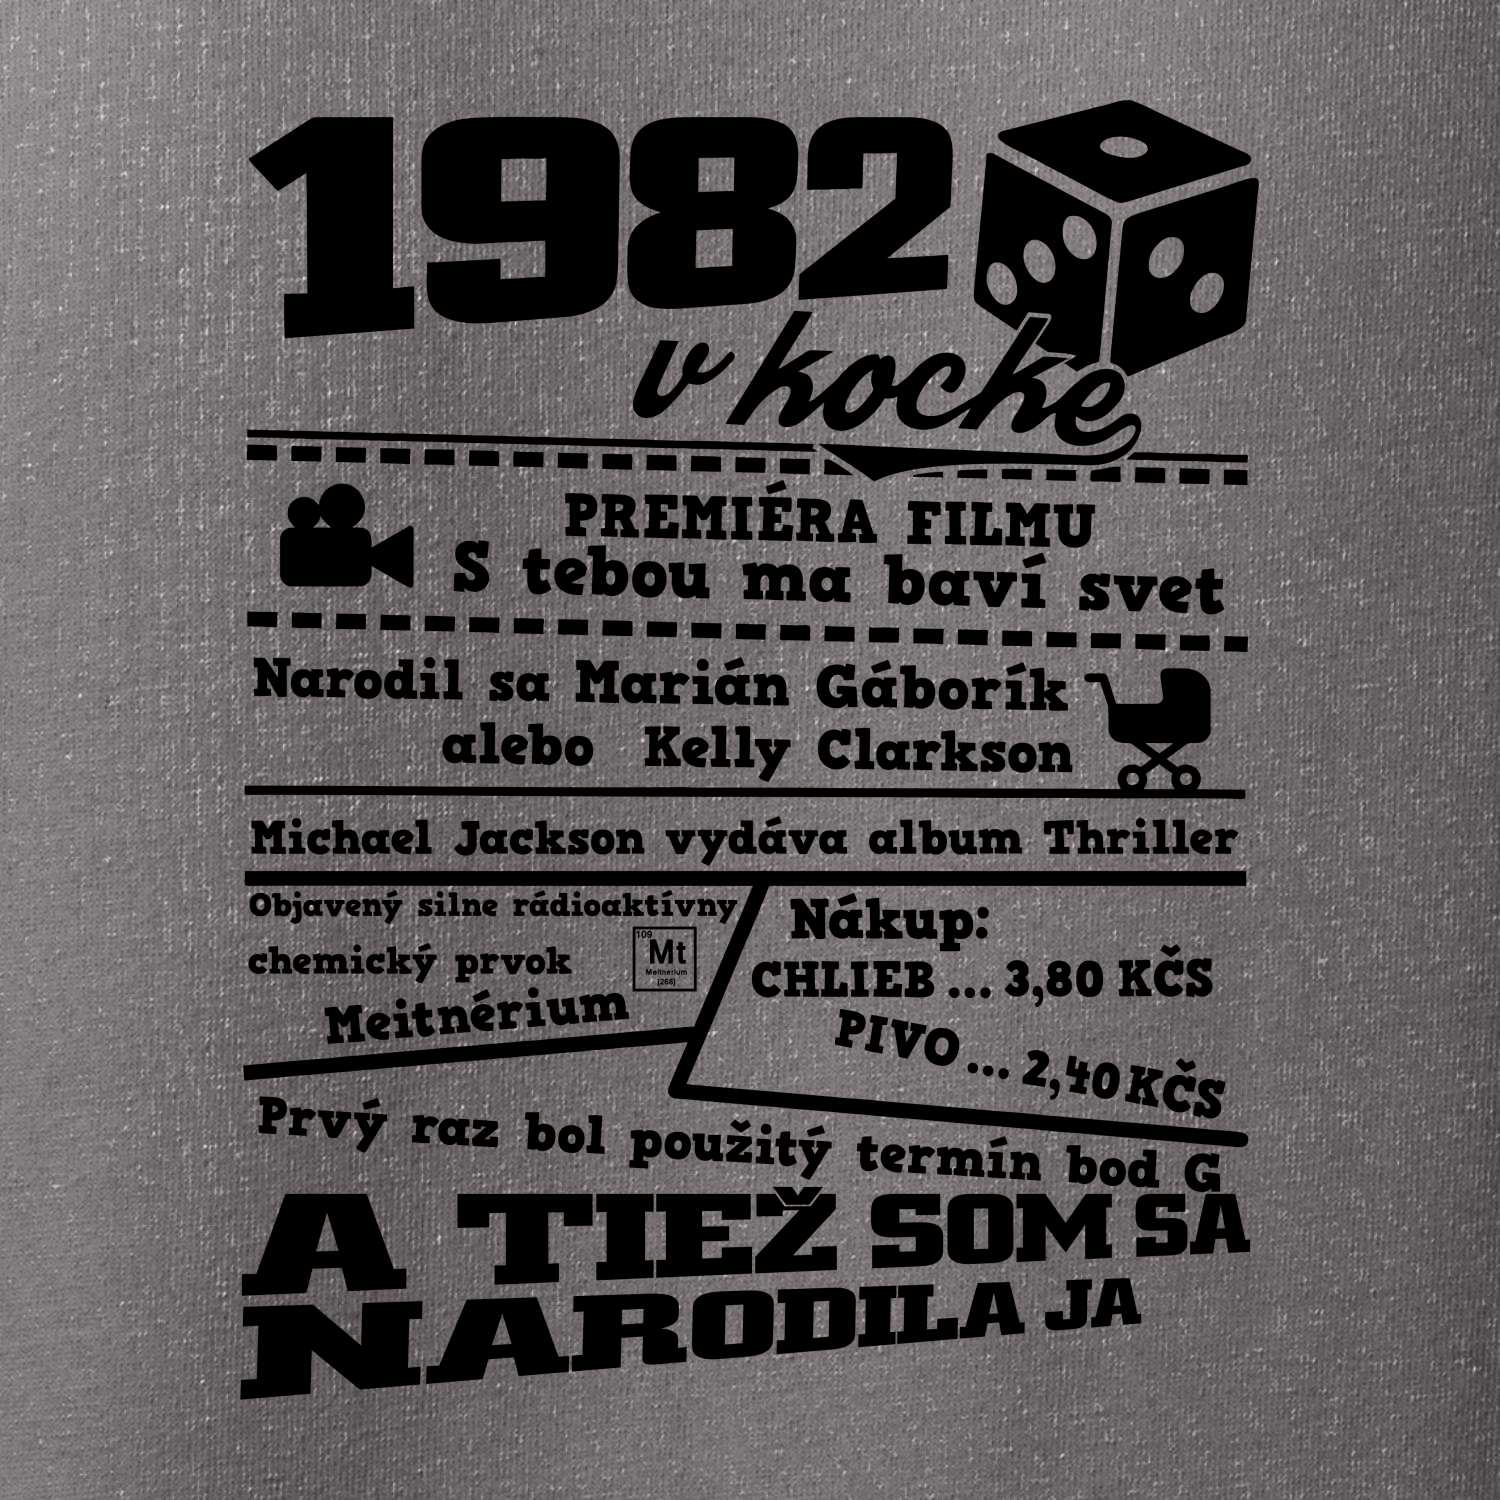 1982
v kocke
PREMIÉRA FILMU
S tebou ma baví svet
Narodil sa Marián Gáborík
alebo Kelly Clarkson
Michael Jackson vydáva album Thriller
Objavený silne rádioaktívny
chemický prvok
109
Mt
Meitnerium
(268)
Meitnérium
Nákup:
CHLIEB ... 3,80 KČS
PIVO ... 2,40 KČS
Prvý raz bol použitý termín bod G
A TIEŽ SOM SA
NARODILA JA